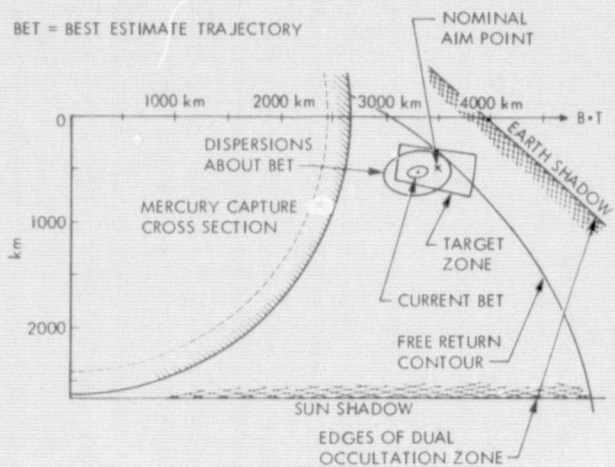 BET = BEST ESTIMATE TRAJECTORY
NOMINAL
AIM POINT
1000 km
2000 km
3000 km
4000 km
0
B·T
EARTH SHADOW
DISPERSIONS
ABOUT BET
MERCURY CAPTURE
CROSS SECTION
1000
km
TARGET
ZONE
CURRENT BET
2000
FREE RETURN
CONTOUR
SUN SHADOW
EDGES OF DUAL
OCCULTATION ZONE